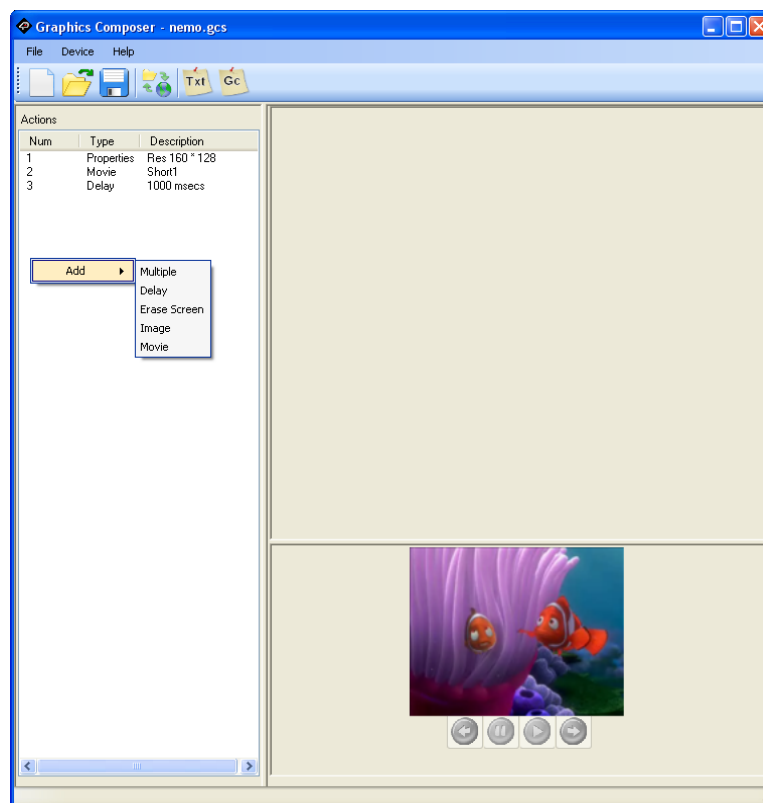 Graphics Composer - nemo.gcs
File Device Help
Txt Gc
Actions
Num Type Description
1 Properties Res 160 * 128
2 Movie Short1
3 Delay 1000 msecs
Add
Multiple
Delay
Erase Screen
Image
Movie